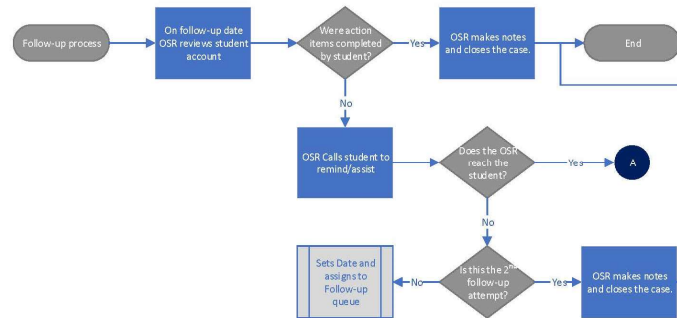 Follow-up process
On follow-up date
OSR reviews student
account
Were action
items completed
by student?
Yes
OSR makes notes
and closes the case.
End
No
OSR Calls student to
remind/assist
Does the OSR
reach the
student?
Yes
A
No
Sets Date and
assigns to
Follow-up
queue
No
Is this the 2nd
follow-up
attempt?
Yes
OSR makes notes
and closes the case.